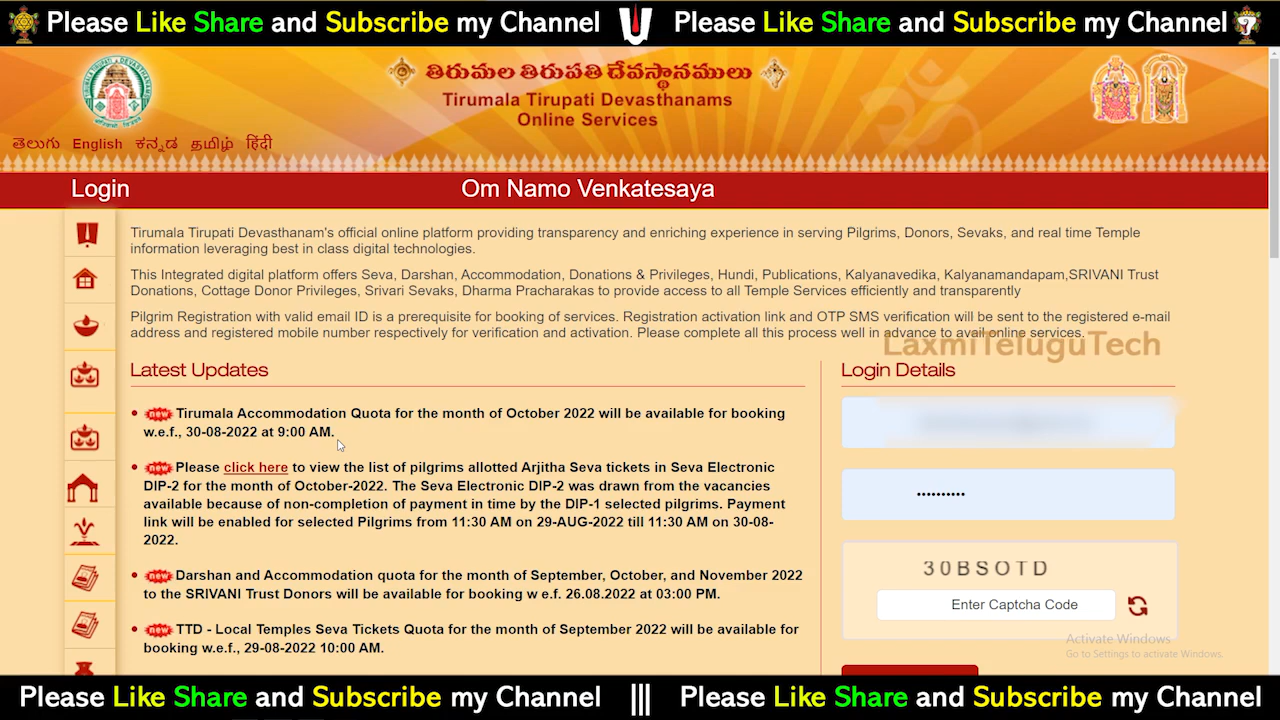 Please Like Share and Subscribe my Channel Please Like Share and Subscribe my Channel
తిరుమల తిరుపతి దేవస్థానములు
Tirumala Tirupati Devasthanams
Online Services
తెలుగు English ಕನ್ನಡ தமிழ் हिंदी
Login Om Namo Venkatesaya
Tirumala Tirupati Devasthanam's official online platform providing transparency and enriching experience in serving Pilgrims, Donors, Sevaks, and real time Temple
information leveraging best in class digital technologies.
This Integrated digital platform offers Seva, Darshan, Accommodation, Donations & Privileges, Hundi, Publications, Kalyanavedika, Kalyanamandapam,SRIVANI Trust
Donations, Cottage Donor Privileges, Srivari Sevaks, Dharma Pracharakas to provide access to all Temple Services efficiently and transparently
Pilgrim Registration with valid email ID is a prerequisite for booking of services. Registration activation link and OTP SMS verification will be sent to the registered e-mail
address and registered mobile number respectively for verification and activation. Please complete all this process well in advance to avail online services.
LaxmiTeluguTech
Latest Updates
new Tirumala Accommodation Quota for the month of October 2022 will be available for booking
w.e.f., 30-08-2022 at 9:00 AM.
new Please click here to view the list of pilgrims allotted Arjitha Seva tickets in Seva Electronic
DIP-2 for the month of October-2022. The Seva Electronic DIP-2 was drawn from the vacancies
available because of non-completion of payment in time by the DIP-1 selected pilgrims. Payment
link will be enabled for selected Pilgrims from 11:30 AM on 29-AUG-2022 till 11:30 AM on 30-08-
2022.
new Darshan and Accommodation quota for the month of September, October, and November 2022
to the SRIVANI Trust Donors will be available for booking w e.f. 26.08.2022 at 03:00 PM.
new TTD - Local Temples Seva Tickets Quota for the month of September 2022 will be available for
booking w.e.f., 29-08-2022 10:00 AM.
Login Details
••••••••••
30BSOTD
Enter Captcha Code
Activate Windows
Go to Settings to activate Windows.
Please Like Share and Subscribe my Channel ||| Please Like Share and Subscribe my Channel